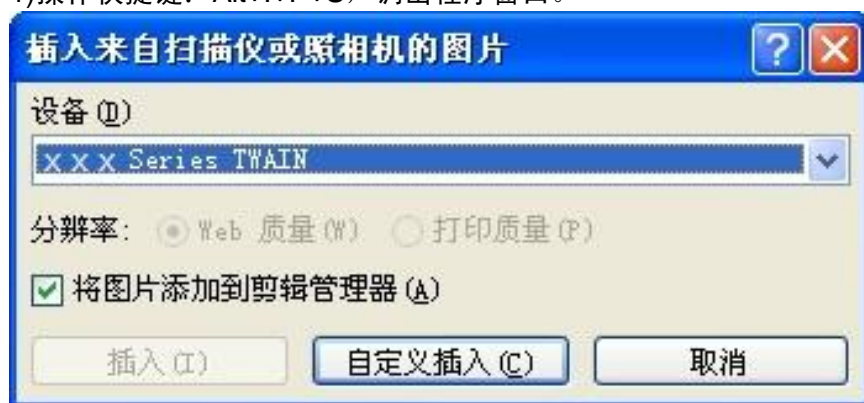 插入来自扫描仪或照相机的图片
设备(D)
x x x Series TWAIN
分辨率: Web 质量(W) 打印质量(P)
将图片添加到剪辑管理器(A)
插入(I) 自定义插入(C) 取消